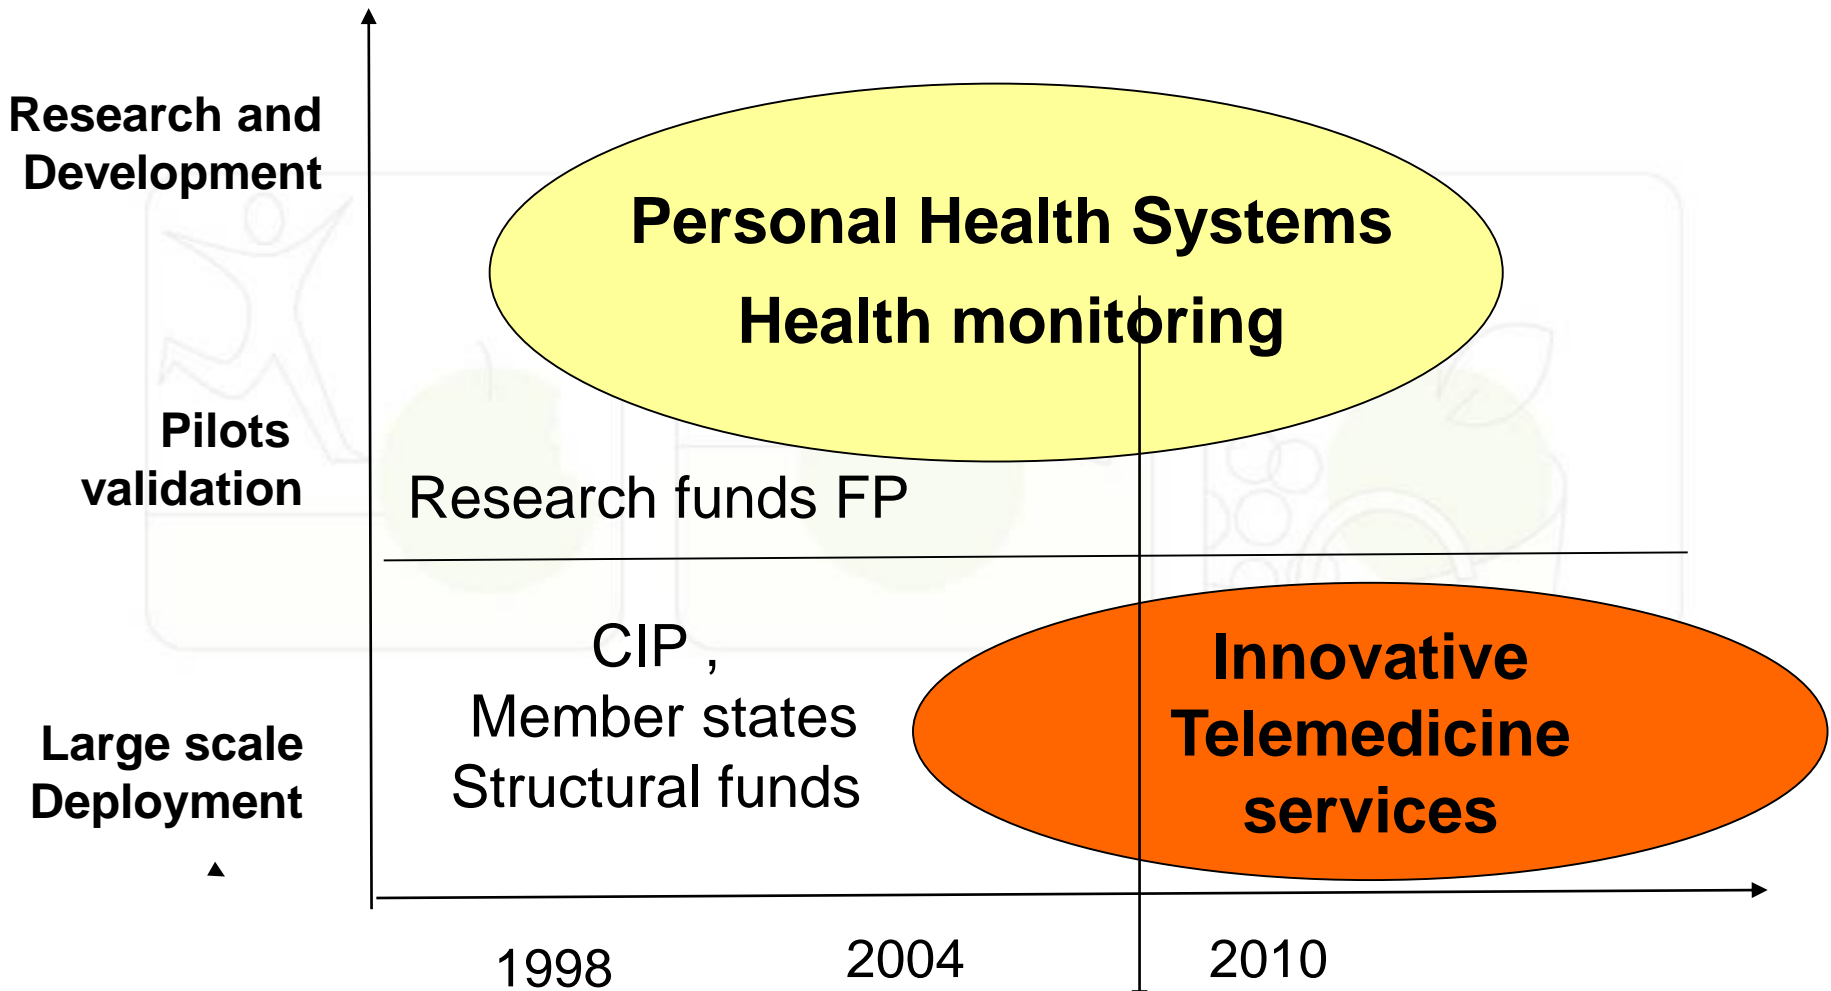 Research and
Development
Personal Health Systems
Health monitoring
Pilots
validation
Research funds FP
CIP ,
Member states
Structural funds
Innovative
Telemedicine
services
Large scale
Deployment
1998
2004
2010